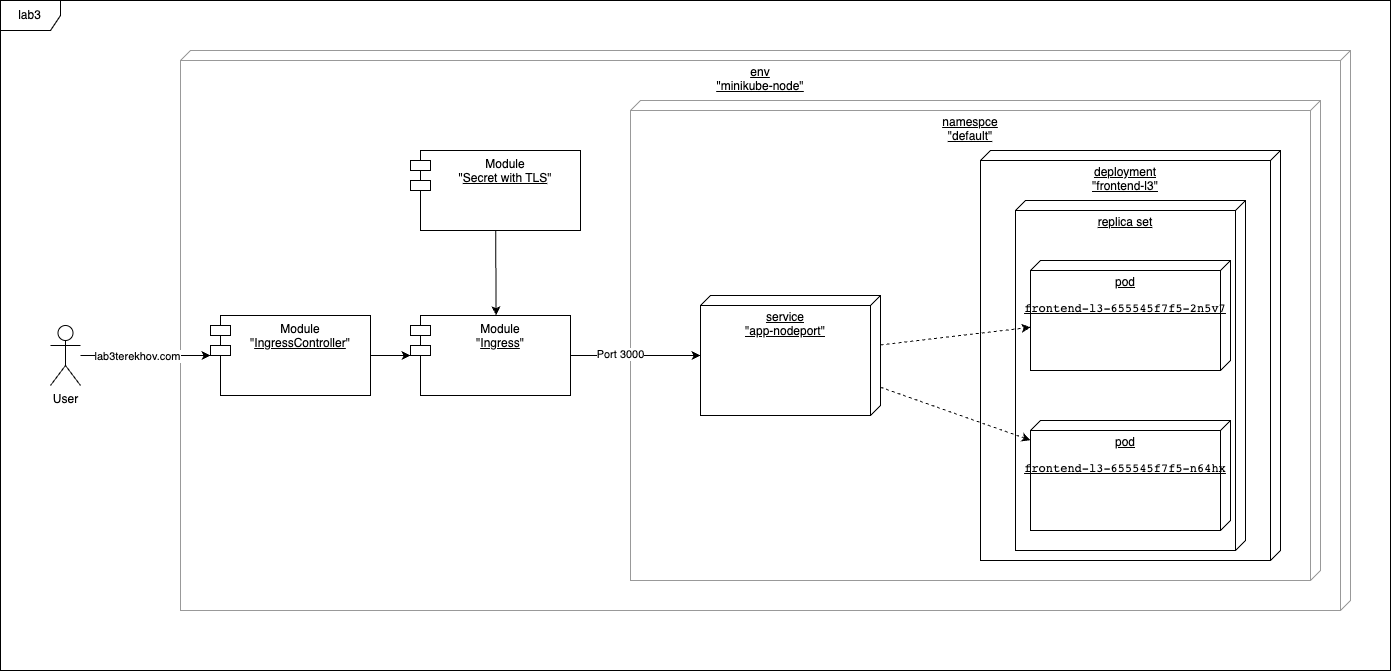 lab3
env
"minikube-node"
namespce
"default"
Module
"Secret with TLS"
deployment
"frontend-l3"
replica set
pod
frontend-l3-655545f7f5-2n5v7
Module
"IngressController"
Module
"Ingress"
service
"app-nodeport"
lab3terekhov.com
Port 3000
User
pod
frontend-l3-655545f7f5-n64hx